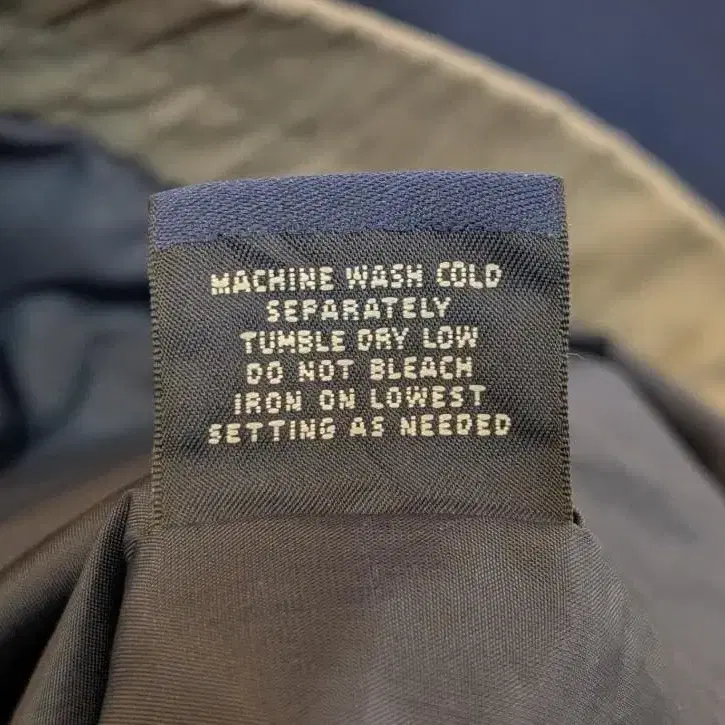 MACHINE WASH COLD
SEPARATELY
TUMBLE DRY LOW
DO NOT BLEACH
IRON ON LOWEST
SETTING AS NEEDED